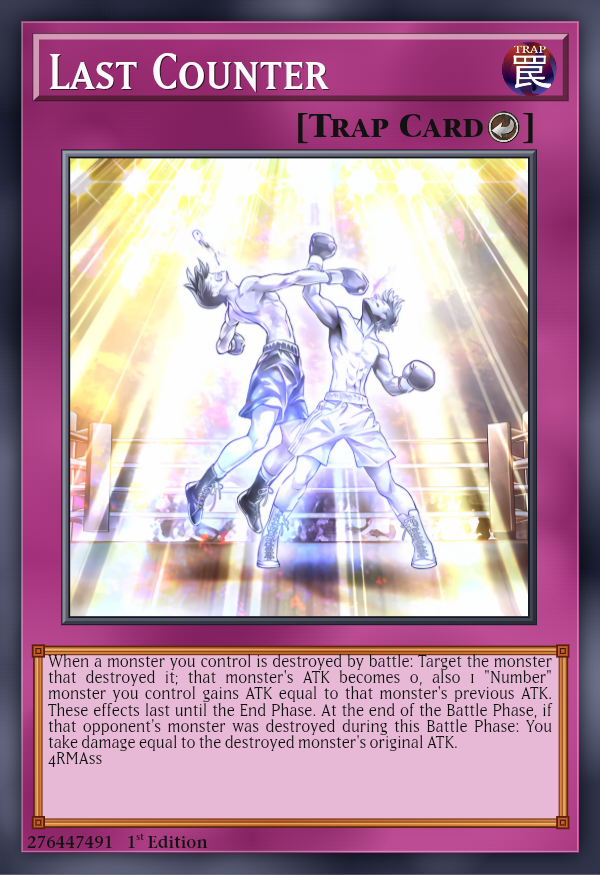 LAST COUNTER
TRAP
罠
[TRAP CARD]
When a monster you control is destroyed by battle: Target the monster
that destroyed it; that monster's ATK becomes 0, also 1 "Number"
monster you control gains ATK equal to that monster's previous ATK.
These effects last until the End Phase. At the end of the Battle Phase, if
that opponent's monster was destroyed during this Battle Phase: You
take damage equal to the destroyed monster's original ATK.
4RMAss
276447491 1st Edition